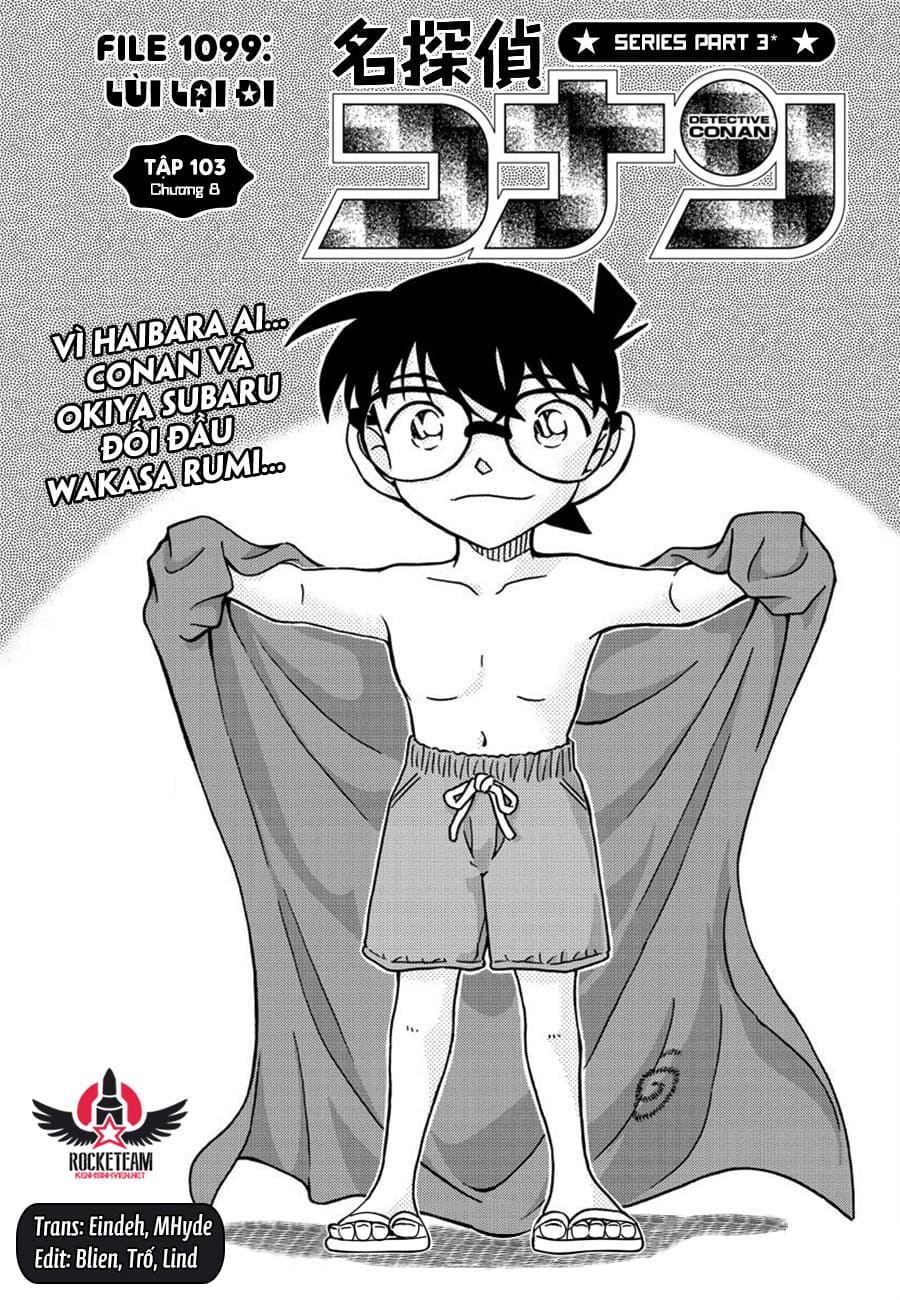 FILE 1099:
LÙI LẠI ĐI
TẬP 103
Chương 8
名探偵
★ SERIES PART 3* ★
コナン
DETECTIVE
CONAN
VÌ HAIBARA AI...
CONAN VÀ
OKIYA SUBARU
ĐỐI ĐẦU
WAKASA RUMI...
ROCKETEAM
KENHSINHVIEN.NET
Trans: Eindeh, MHyde
Edit: Blien, Trố, Lind